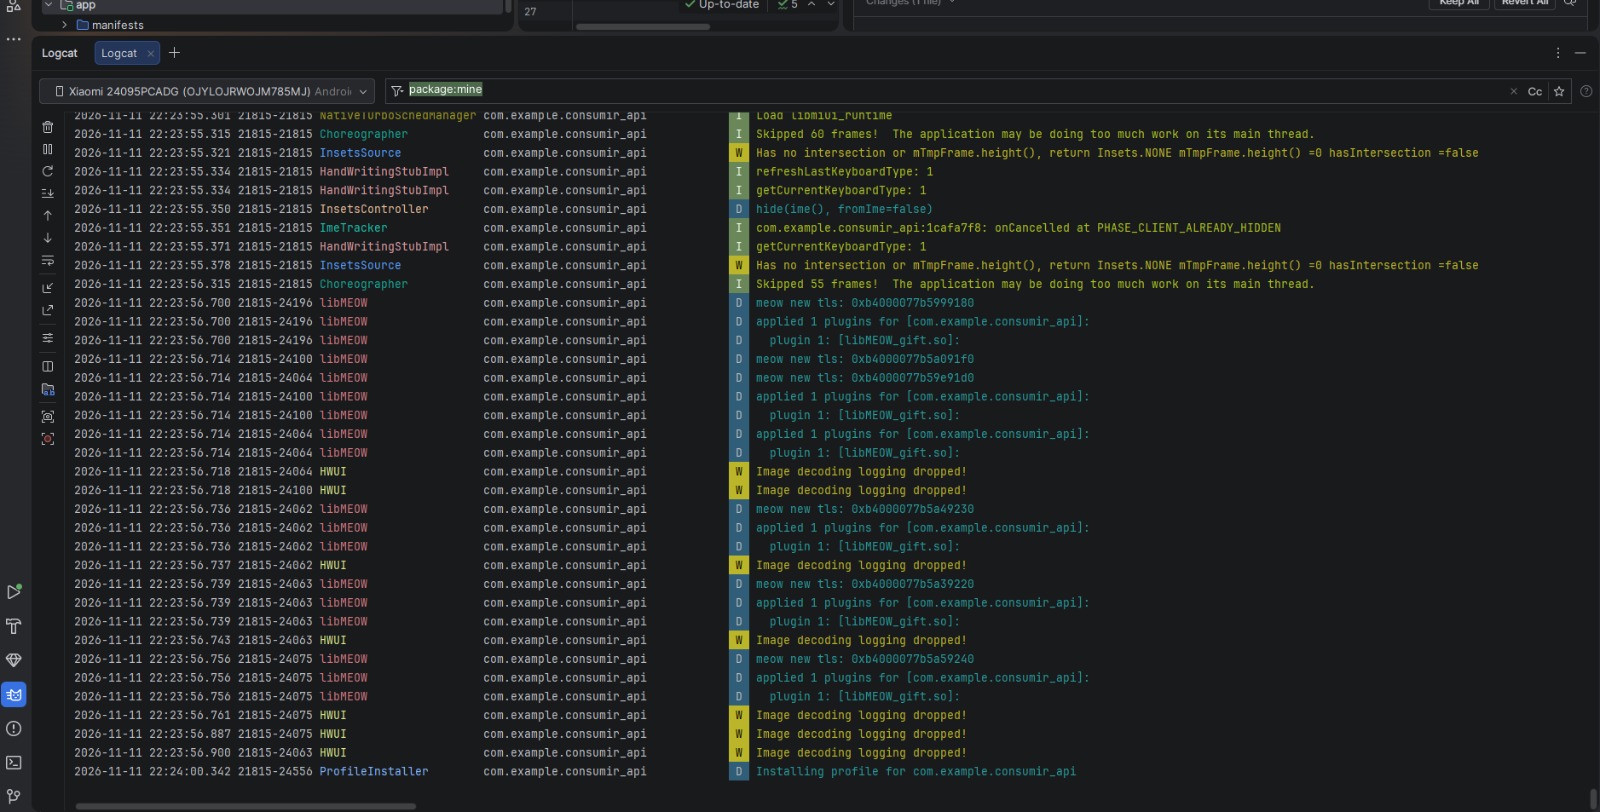 app
27
Up-to-date
5
Changes (1 file)
Keep All
Revert All
manifests
Logcat
Logcat
Xiaomi 24095PCADG (OJYLOJRWOJM785MJ) Androi
package:mine
Cc
2026-11-11 22:23:55.301 21815-21815 NativeTurboSchedManager com.example.consumir_api I Load libmiui_runtime
Choreographer com.example.consumir_api I Skipped 60 frames! The application may be doing too much work on its main thread.
2026-11-11 22:23:55.321 21815-21815 InsetsSource com.example.consumir_api W Has no intersection or mTmpFrame.height(), return Insets.NONE mTmpFrame.height() =0 hasIntersection =false
2026-11-11 22:23:55.334 21815-21815 HandWritingStubImpl com.example.consumir_api I refreshLastKeyboardType: 1
2026-11-11 22:23:55.334 21815-21815 HandWritingStubImpl com.example.consumir_api I getCurrentKeyboardType: 1
2026-11-11 22:23:55.350 21815-21815 InsetsController com.example.consumir_api D hide(ime(), fromIme=false)
2026-11-11 22:23:55.351 21815-21815 ImeTracker com.example.consumir_api I com.example.consumir_api:1cafa7f8: onCancelled at PHASE_CLIENT_ALREADY_HIDDEN
2026-11-11 22:23:55.371 21815-21815 HandWritingStubImpl com.example.consumir_api I getCurrentKeyboardType: 1
2026-11-11 22:23:55.378 21815-21815 InsetsSource com.example.consumir_api W Has no intersection or mTmpFrame.height(), return Insets.NONE mTmpFrame.height() =0 hasIntersection =false
2026-11-11 22:23:56.315 21815-21815 Choreographer com.example.consumir_api I Skipped 55 frames! The application may be doing too much work on its main thread.
2026-11-11 22:23:56.700 21815-24196 libMEOW com.example.consumir_api D meow new tls: 0xb4000077b5999180
2026-11-11 22:23:56.700 21815-24196 libMEOW com.example.consumir_api D applied 1 plugins for [com.example.consumir_api]:
2026-11-11 22:23:56.700 21815-24196 libMEOW com.example.consumir_api D plugin 1: [libMEOW_gift.so]:
2026-11-11 22:23:56.714 21815-24100 libMEOW com.example.consumir_api D meow new tls: 0xb4000077b5a091f0
2026-11-11 22:23:56.714 21815-24064 libMEOW com.example.consumir_api D meow new tls: 0xb4000077b59e91d0
2026-11-11 22:23:56.714 21815-24100 libMEOW com.example.consumir_api D applied 1 plugins for [com.example.consumir_api]:
2026-11-11 22:23:56.714 21815-24100 libMEOW com.example.consumir_api D plugin 1: [libMEOW_gift.so]:
2026-11-11 22:23:56.714 21815-24064 libMEOW com.example.consumir_api D applied 1 plugins for [com.example.consumir_api]:
2026-11-11 22:23:56.714 21815-24064 libMEOW com.example.consumir_api D plugin 1: [libMEOW_gift.so]:
2026-11-11 22:23:56.718 21815-24064 HWUI com.example.consumir_api W Image decoding logging dropped!
2026-11-11 22:23:56.718 21815-24100 HWUI com.example.consumir_api W Image decoding logging dropped!
2026-11-11 22:23:56.736 21815-24062 libMEOW com.example.consumir_api D meow new tls: 0xb4000077b5a49230
2026-11-11 22:23:56.736 21815-24062 libMEOW com.example.consumir_api D applied 1 plugins for [com.example.consumir_api]:
2026-11-11 22:23:56.736 21815-24062 libMEOW com.example.consumir_api D plugin 1: [libMEOW_gift.so]:
2026-11-11 22:23:56.737 21815-24062 HWUI com.example.consumir_api W Image decoding logging dropped!
2026-11-11 22:23:56.739 21815-24063 libMEOW com.example.consumir_api D meow new tls: 0xb4000077b5a39220
2026-11-11 22:23:56.739 21815-24063 libMEOW com.example.consumir_api D applied 1 plugins for [com.example.consumir_api]:
2026-11-11 22:23:56.739 21815-24063 libMEOW com.example.consumir_api D plugin 1: [libMEOW_gift.so]:
2026-11-11 22:23:56.743 21815-24063 HWUI com.example.consumir_api W Image decoding logging dropped!
2026-11-11 22:23:56.756 21815-24075 libMEOW com.example.consumir_api D meow new tls: 0xb4000077b5a59240
2026-11-11 22:23:56.756 21815-24075 libMEOW com.example.consumir_api D applied 1 plugins for [com.example.consumir_api]:
2026-11-11 22:23:56.756 21815-24075 libMEOW com.example.consumir_api D plugin 1: [libMEOW_gift.so]:
2026-11-11 22:23:56.761 21815-24075 HWUI com.example.consumir_api W Image decoding logging dropped!
2026-11-11 22:23:56.887 21815-24075 HWUI com.example.consumir_api W Image decoding logging dropped!
2026-11-11 22:23:56.900 21815-24063 HWUI com.example.consumir_api W Image decoding logging dropped!
2026-11-11 22:24:00.342 21815-24556 ProfileInstaller com.example.consumir_api D Installing profile for com.example.consumir_api